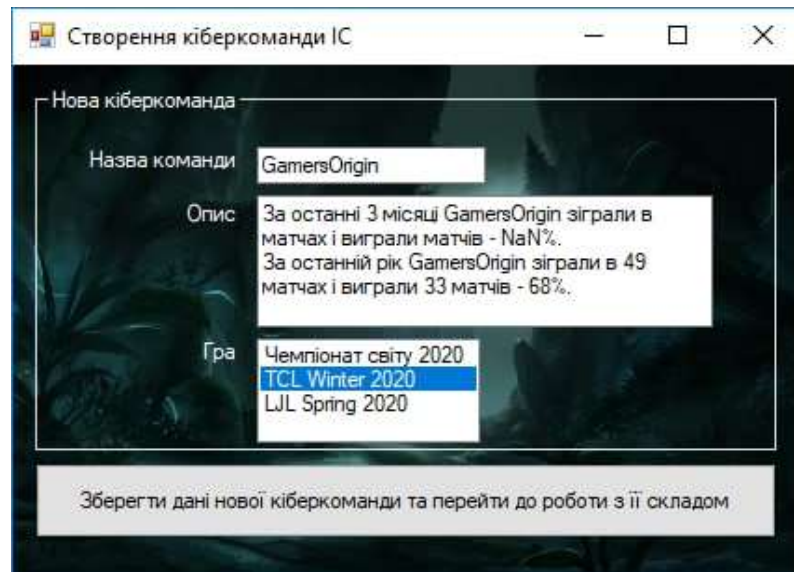 Створення кіберкоманди ІС
Нова кіберкоманда
Назва команди
GamersOrigin
Опис
За останні 3 місяці GamersOrigin зіграли в
матчах і виграли матчів - NaN%.
За останній рік GamersOrigin зіграли в 49
матчах і виграли 33 матчів - 68%.
Гра
Чемпіонат світу 2020
TCL Winter 2020
LJL Spring 2020
Зберегти дані нової кіберкоманди та перейти до роботи з її складом